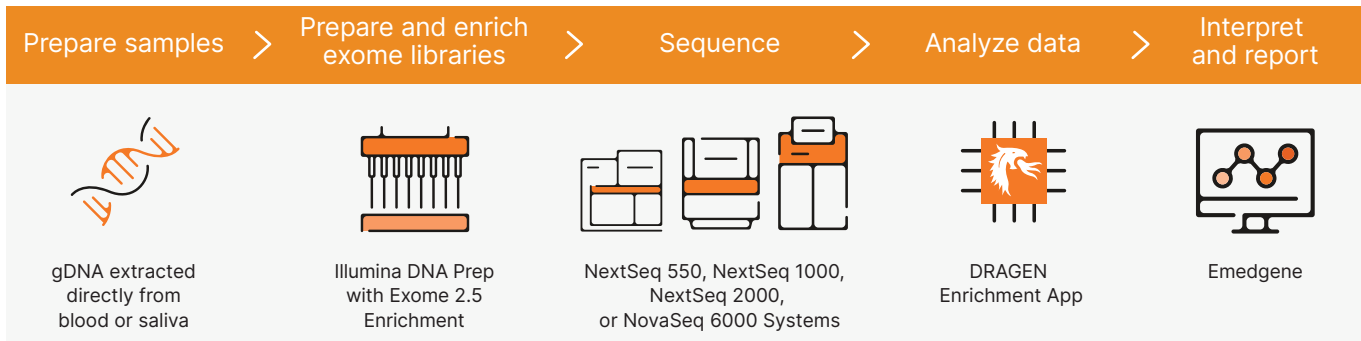 Prepare samples
Prepare and enrich
exome libraries
Sequence
Analyze data
Interpret
and report
gDNA extracted
directly from
blood or saliva
Illumina DNA Prep
with Exome 2.5
Enrichment
NextSeq 550, NextSeq 1000,
NextSeq 2000,
or NovaSeq 6000 Systems
DRAGEN
Enrichment App
Emedgene